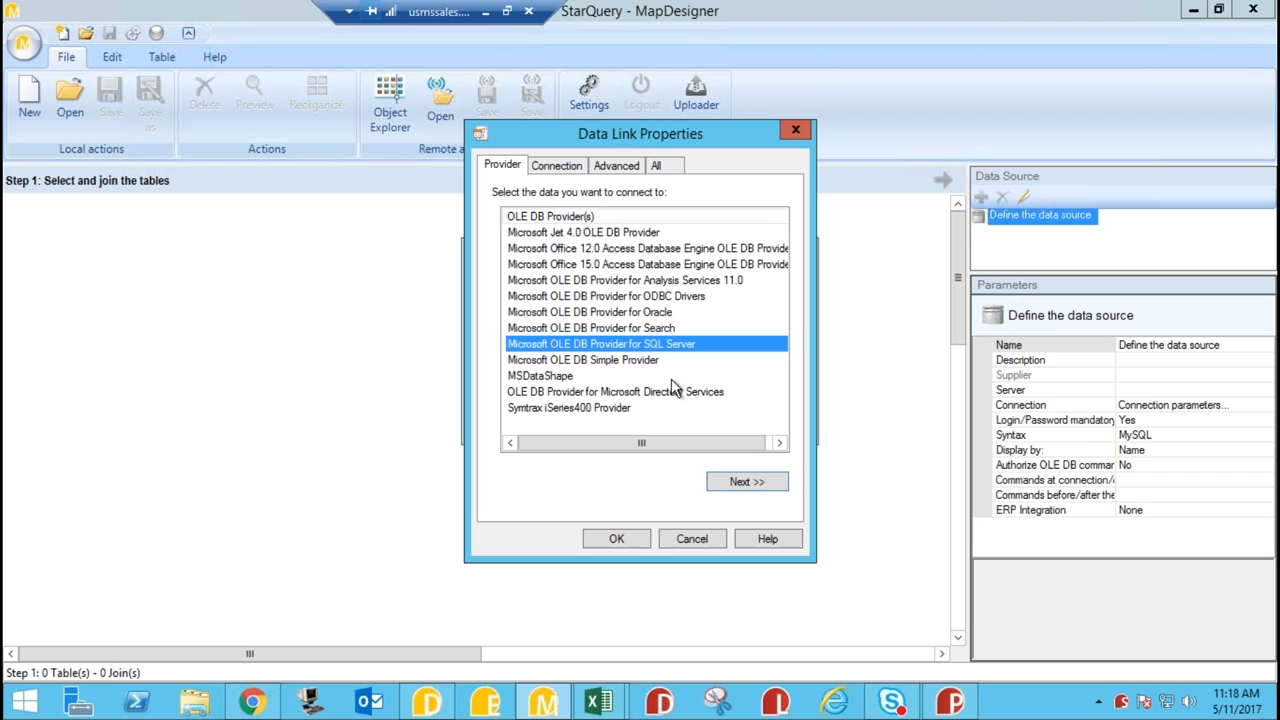 usmssales....
StarQuery - MapDesigner
File
Edit
Table
Help
New
Open
Save
Save as
Delete
Preview
Reorganize
Object Explorer
Open
Save
Save
Settings
Logout
Uploader
Local actions
Actions
Remote a
Step 1: Select and join the tables
Data Link Properties
Provider
Connection
Advanced
All
Select the data you want to connect to:
OLE DB Provider(s)
Microsoft Jet 4.0 OLE DB Provider
Microsoft Office 12.0 Access Database Engine OLE DB Provide
Microsoft Office 15.0 Access Database Engine OLE DB Provide
Microsoft OLE DB Provider for Analysis Services 11.0
Microsoft OLE DB Provider for ODBC Drivers
Microsoft OLE DB Provider for Oracle
Microsoft OLE DB Provider for Search
Microsoft OLE DB Provider for SQL Server
Microsoft OLE DB Simple Provider
MSDataShape
OLE DB Provider for Microsoft Directory Services
Symtrax iSeries400 Provider
Next >>
OK
Cancel
Help
Data Source
Define the data source
Parameters
Define the data source
Name Define the data source
Description
Supplier
Server
Connection Connection parameters...
Login/Password mandatory Yes
Syntax MySQL
Display by: Name
Authorize OLE DB commar No
Commands at connection/
Commands before/after the
ERP Integration None
Step 1: 0 Table(s) - 0 Join(s)
11:18 AM
5/11/2017